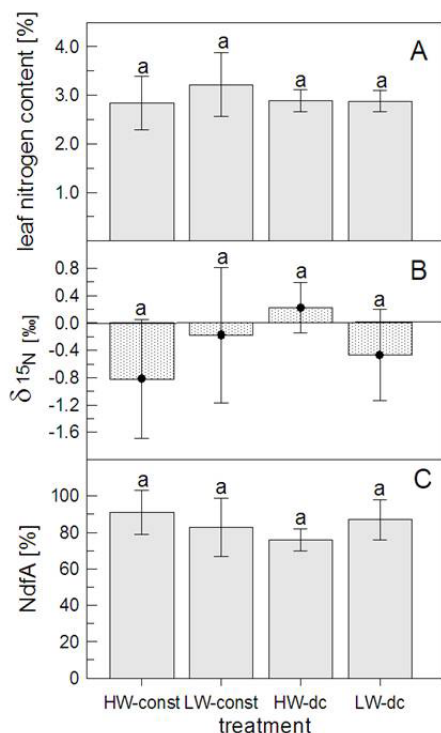 leaf nitrogen content [%]
4.0
3.0
2.0
1.0
A
a a a a
δ 15N [‰]
0.8
0.4
0.0
-0.4
-0.8
-1.2
-1.6
B
a a a a
NdfA [%]
100
80
60
40
20
0
C
a a a a
HW-const LW-const HW-dc LW-dc
treatment